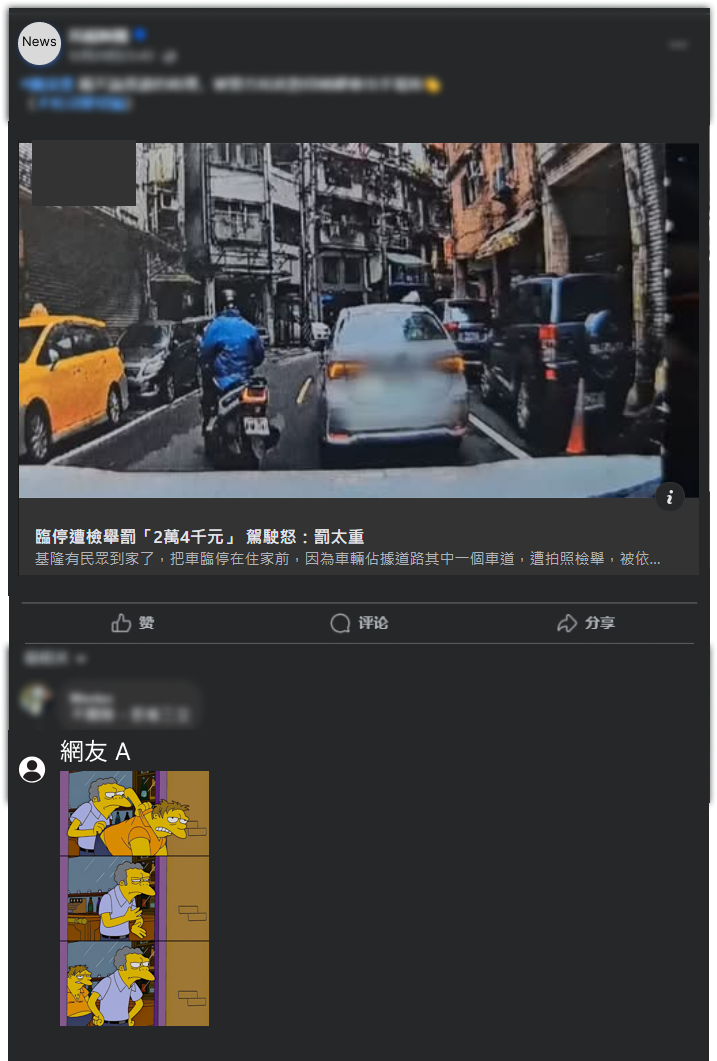 News
臨停遭檢舉罰「2萬4千元」 駕駛怒：罰太重
基隆有民眾到家了，把車臨停在住家前，因為車輛佔據道路其中一個車道，遭拍照檢舉，被依...
赞
评论
分享
網友 A